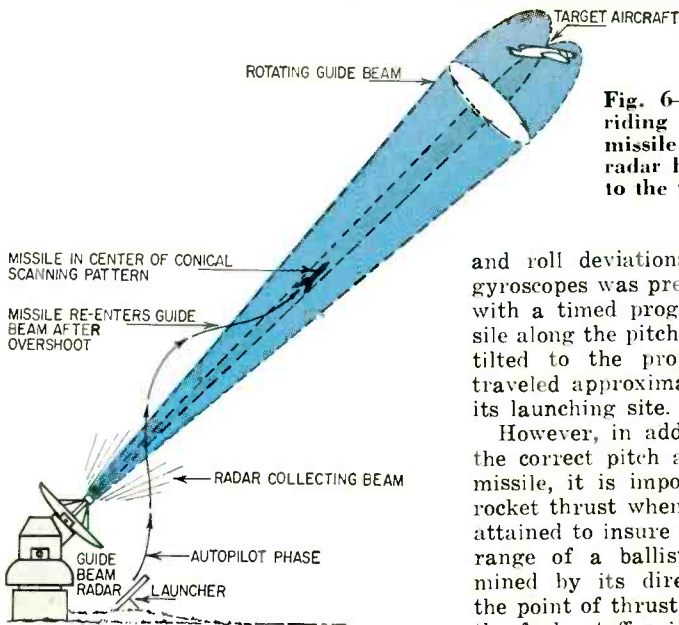 TARGET AIRCRAFT
ROTATING GUIDE BEAM
Fig. 6–
riding
missile
radar
to the
MISSILE IN CENTER OF CONICAL
SCANNING PATTERN
MISSILE RE-ENTERS GUIDE
BEAM AFTER
OVERSHOOT
RADAR COLLECTING BEAM
AUTOPILOT PHASE
GUIDE
BEAM
RADAR
LAUNCHER
and roll deviations
gyroscopes was pre
with a timed prog
sile along the pitch
tilted to the pro
traveled approxima
its launching site.
However, in add
the correct pitch a
missile, it is impo
rocket thrust when
attained to insure
range of a ballist
mined by its dire
the point of thrust